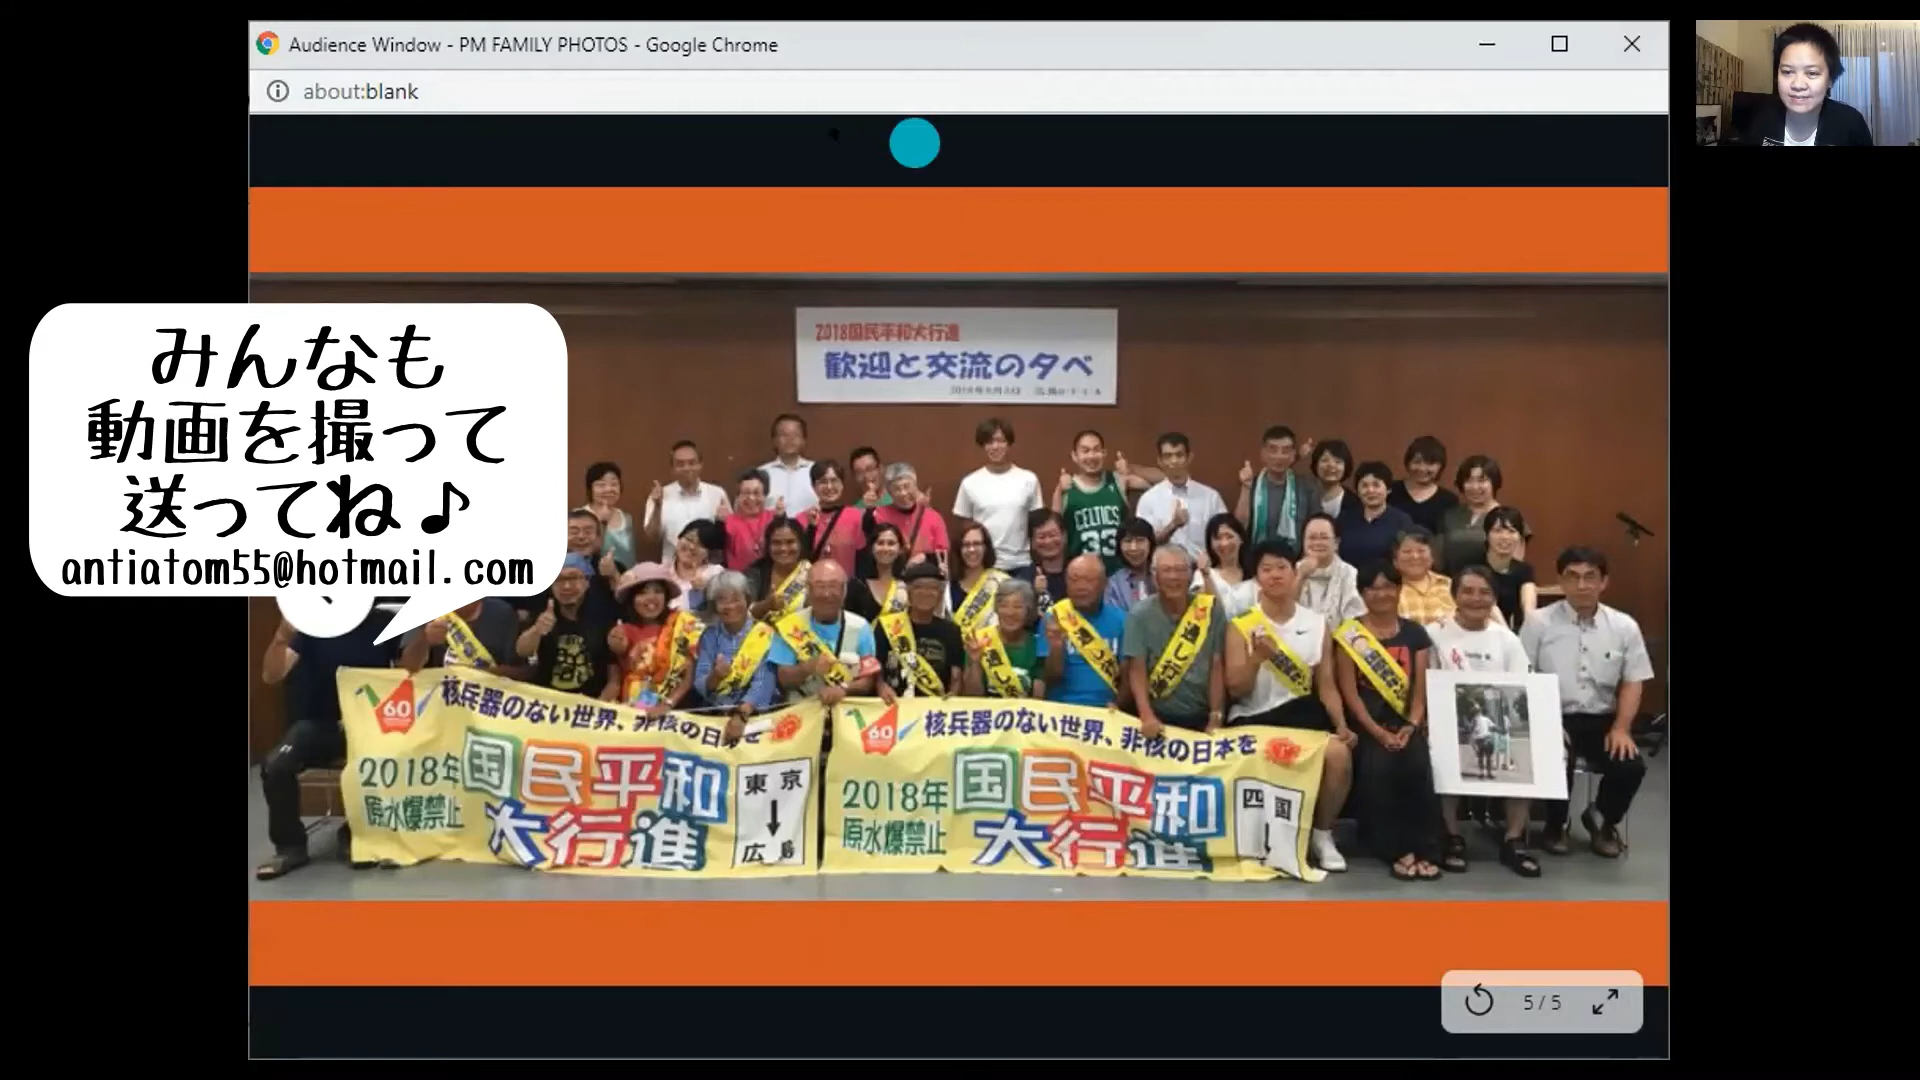 Audience Window - PM FAMILY PHOTOS - Google Chrome
about:blank
2018国民平和大行進
歓迎と交流の夕べ
みんなも
動画を撮って
送ってね♪
antiatom55@hotmail.com
CELTICS
33
通し行進
60
核兵器のない世界、非核の日本を
2018年
原水爆禁止
国民平和
大行進
東京
↓
広島
60
核兵器のない世界、非核の日本を
2018年
原水爆禁止
国民平和
大行進
四国
↓
5/5